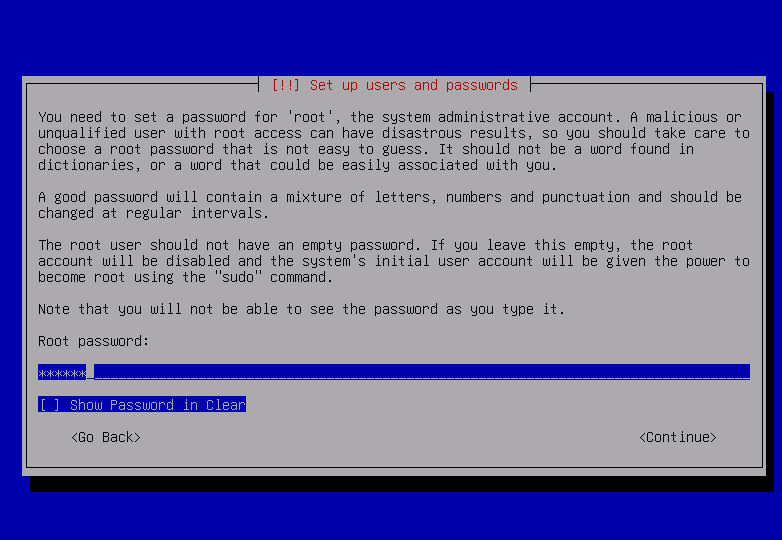 [!!] Set up users and passwords
You need to set a password for 'root', the system administrative account. A malicious or
unqualified user with root access can have disastrous results, so you should take care to
choose a root password that is not easy to guess. It should not be a word found in
dictionaries, or a word that could be easily associated with you.
A good password will contain a mixture of letters, numbers and punctuation and should be
changed at regular intervals.
The root user should not have an empty password. If you leave this empty, the root
account will be disabled and the system's initial user account will be given the power to
become root using the "sudo" command.
Note that you will not be able to see the password as you type it.
Root password:
******
[ ] Show Password in Clear
<Go Back> <Continue>